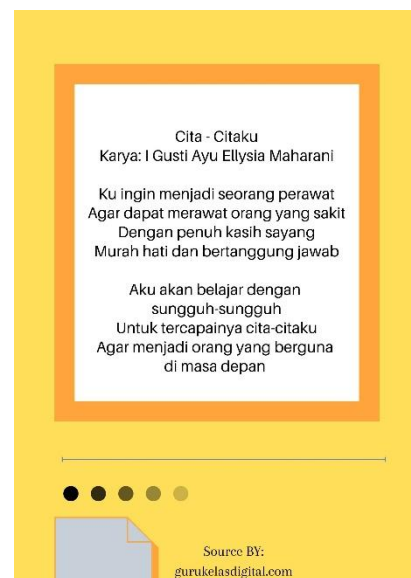 Cita - Citaku
Karya: I Gusti Ayu Ellysia Maharani
Ku ingin menjadi seorang perawat
Agar dapat merawat orang yang sakit
Dengan penuh kasih sayang
Murah hati dan bertanggung jawab
Aku akan belajar dengan
sungguh-sungguh
Untuk tercapainya cita-citaku
Agar menjadi orang yang berguna
di masa depan
Source BY:
gurukelasdigital.com